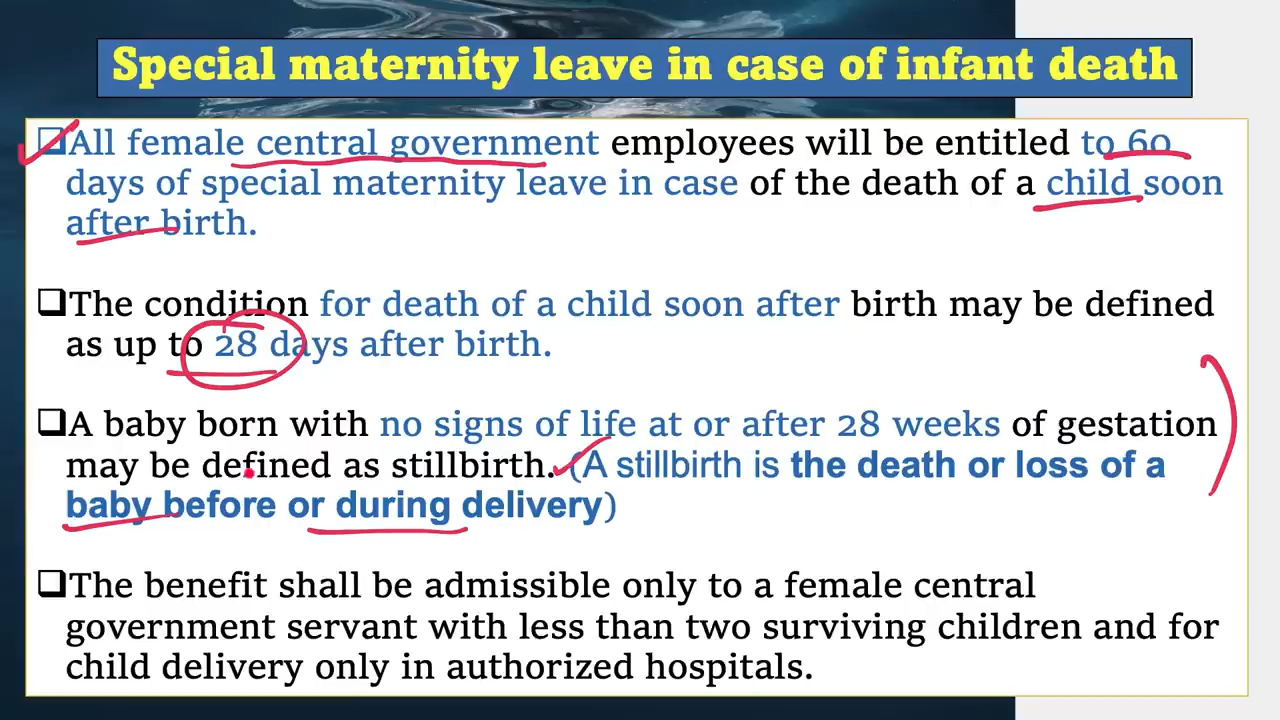 Special maternity leave in case of infant death
❑All female central government employees will be entitled to 60
days of special maternity leave in case of the death of a child soon
after birth.
❑The condition for death of a child soon after birth may be defined
as up to 28 days after birth.
❑A baby born with no signs of life at or after 28 weeks of gestation
may be defined as stillbirth. (A stillbirth is the death or loss of a
baby before or during delivery)
❑The benefit shall be admissible only to a female central
government servant with less than two surviving children and for
child delivery only in authorized hospitals.